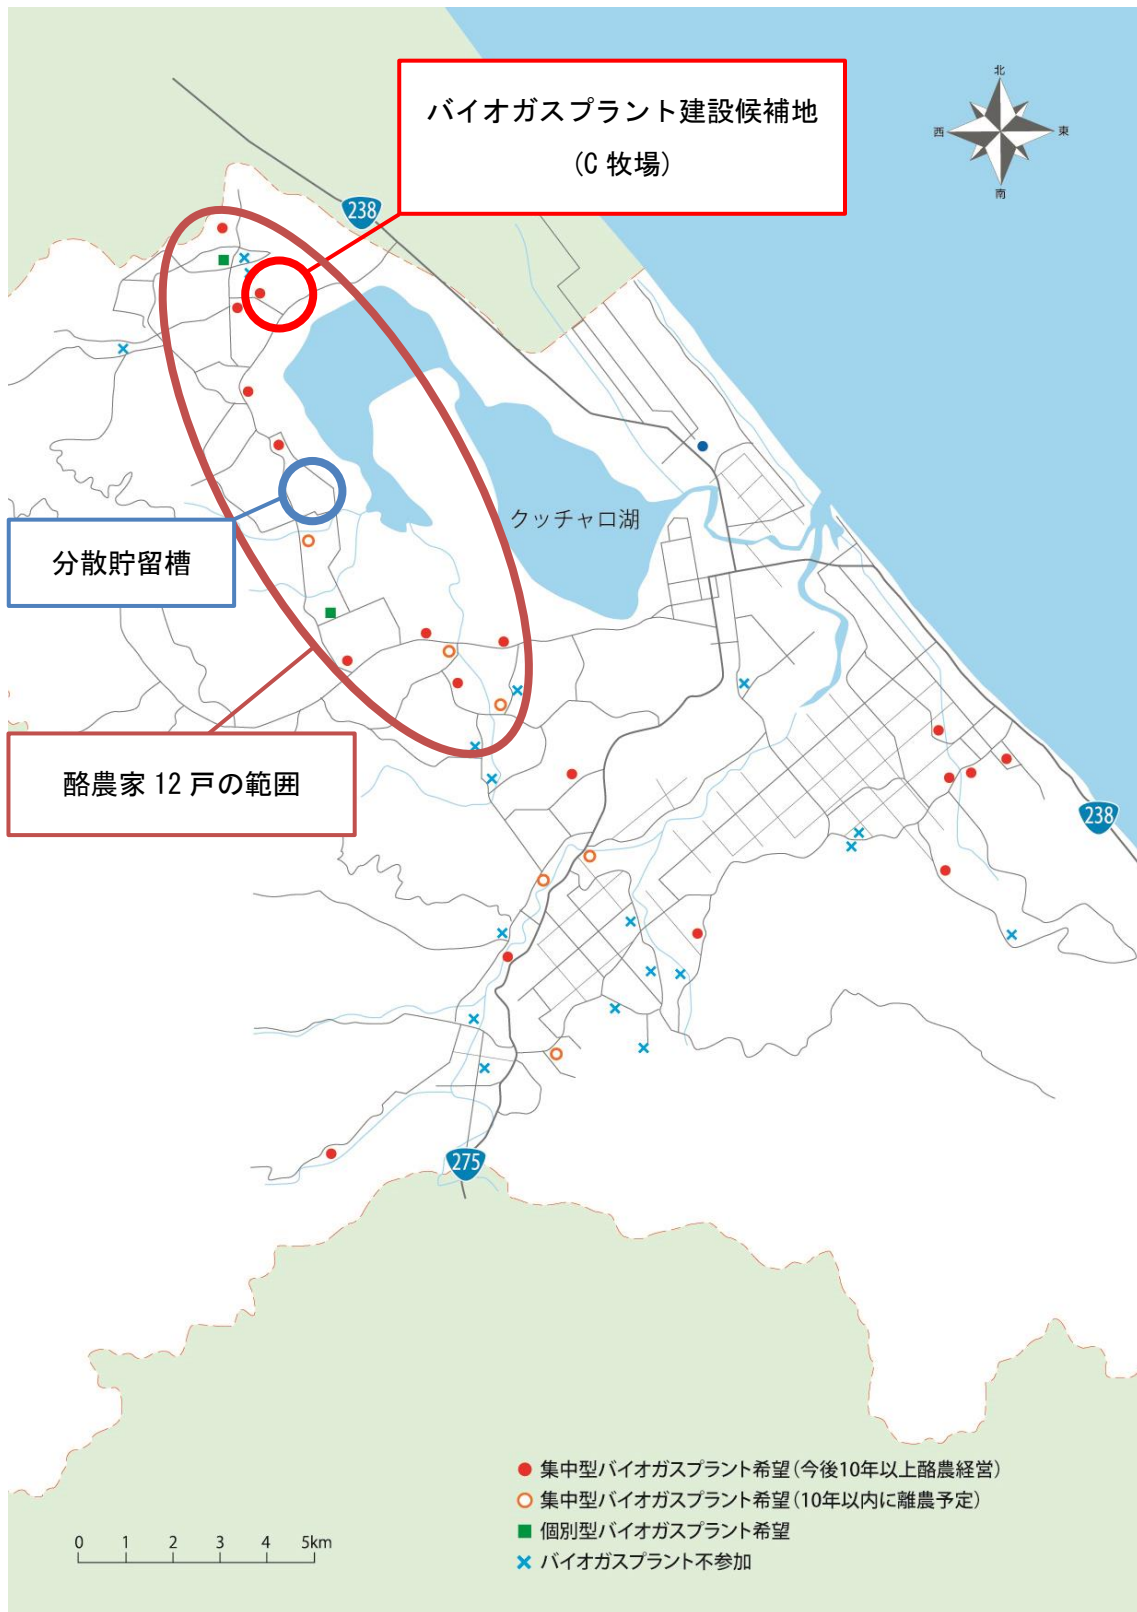 北
西
東
南
バイオガスプラント建設候補地
（C 牧場）
238
クッチャロ湖
分散貯留槽
酪農家 12 戸の範囲
238
275
● 集中型バイオガスプラント希望（今後10年以上酪農経営）
○ 集中型バイオガスプラント希望（10年以内に離農予定）
■ 個別型バイオガスプラント希望
× バイオガスプラント不参加
0 1 2 3 4 5km